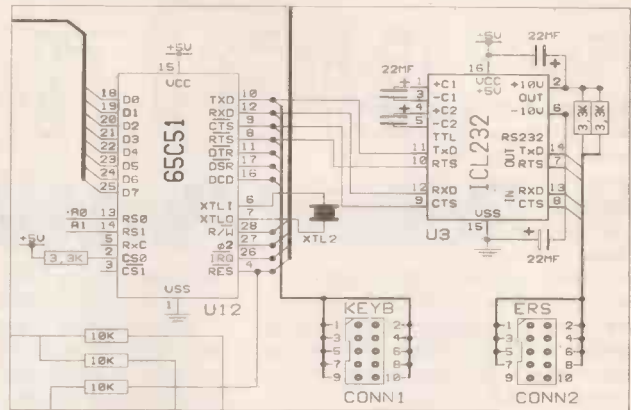 +5V
15
VCC
18 D0
19 D1
20 D2
21 D3
22 D4
23 D5
24 D6
25 D7
65C51
TXD 10
RXD 12
CTS 9
RTS 8
DTR 11
DSR 17
DCD 16
XTLI 6
XTLO 7
R/W 28
ø2 27
IRQ 26
RES 4
A0 13 RS0
A1 14 RS1
5 RxC
+5V
3,3K
2 CS0
3 CS1
VSS
1
U12
XTL2
10K
10K
10K
22MF
22MF
+5V
16
VCC
+5V
1 +C1
3 -C1
4 +C2
5 -C2
TTL
11 TxD
10 RTS
12 RXD
9 CTS
ICL232
+10V 2
OUT
-10V 6
RS232
TxD 14
OUT
RTS 7
IN
RXD 13
CTS 8
VSS
15
U3
22MF
3,3K
3,3K
KEYB
1 2
3 4
5 6
7 8
9 10
CONN1
ERS
1 2
3 4
5 6
7 8
9 10
CONN2